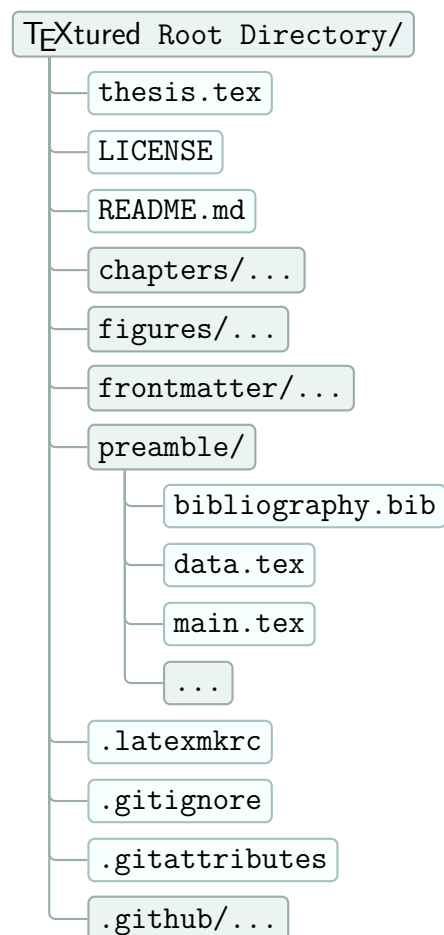 TEXtured Root Directory/
thesis.tex
LICENSE
README.md
chapters/...
figures/...
frontmatter/...
preamble/
bibliography.bib
data.tex
main.tex
...
.latexmkrc
.gitignore
.gitattributes
.github/...